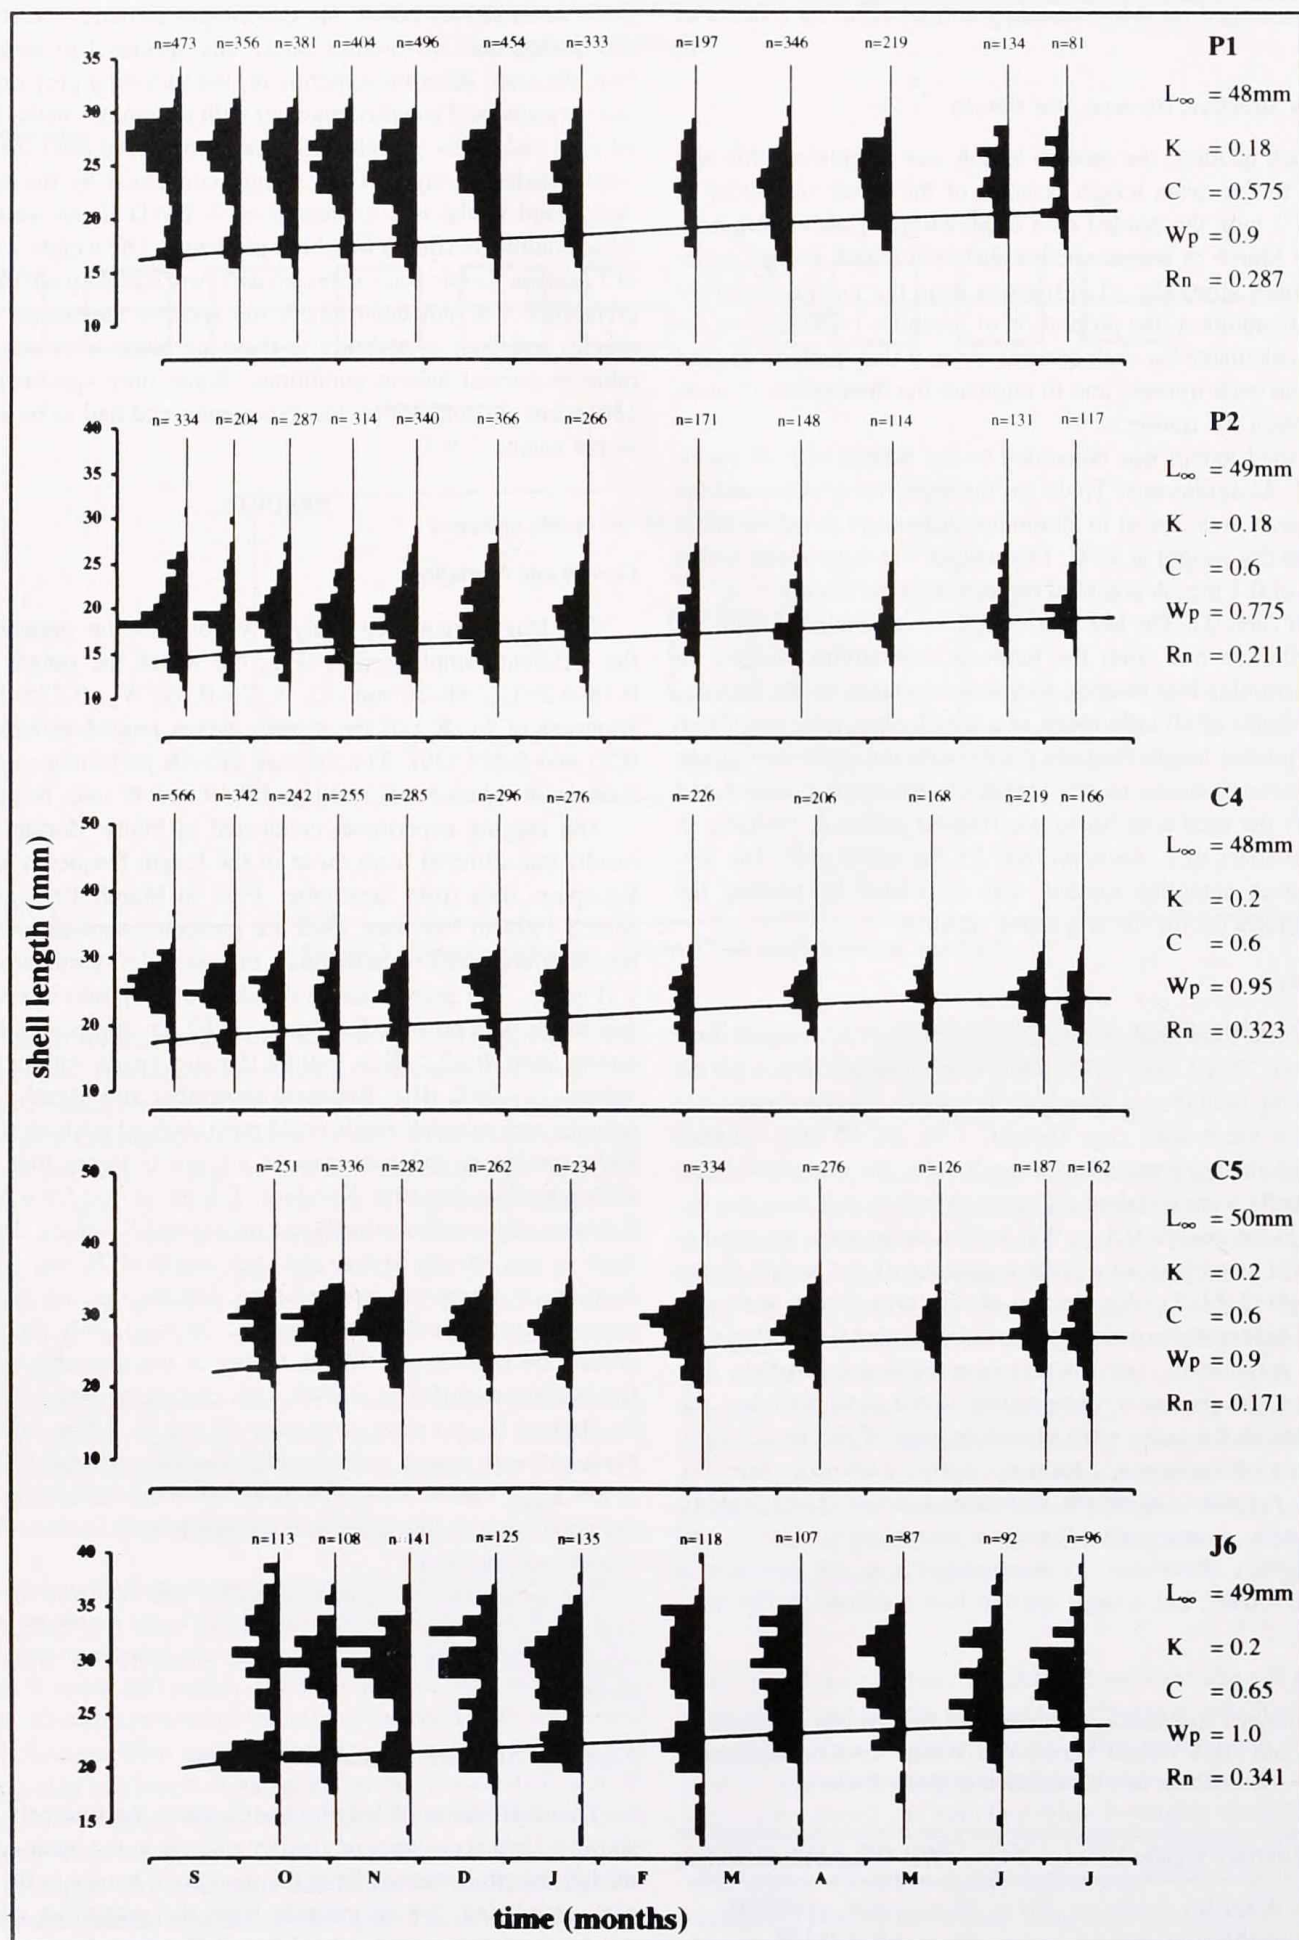 n=473 n=356 n=381 n=404 n=496 n=454 n=333 n=197 n=346 n=219 n=134 n=81 P1
35
30
25
20
15
10
L∞ = 48mm
K = 0.18
C = 0.575
Wp = 0.9
Rn = 0.287
n= 334 n=204 n= 287 n= 314 n=340 n=366 n=266 n=171 n=148 n=114 n=131 n=117 P2
40
35
30
25
20
15
10
L∞ = 49mm
K = 0.18
C = 0.6
Wp = 0.775
Rn = 0.211
n=566 n=342 n=242 n=255 n=285 n=296 n=276 n=226 n=206 n=168 n=219 n=166 C4
50
40
30
20
10
L∞ = 48mm
K = 0.2
C = 0.6
Wp = 0.95
Rn = 0.323
shell length (mm)
n=251 n=336 n=282 n=262 n=234 n=334 n=276 n=126 n=187 n=162 C5
50
40
30
20
10
L∞ = 50mm
K = 0.2
C = 0.6
Wp = 0.9
Rn = 0.171
n=113 n=108 n=141 n=125 n=135 n=118 n=107 n=87 n=92 n=96 J6
40
35
30
25
20
15
L∞ = 49mm
K = 0.2
C = 0.65
Wp = 1.0
Rn = 0.341
S O N D J F M A M J J
time (months)